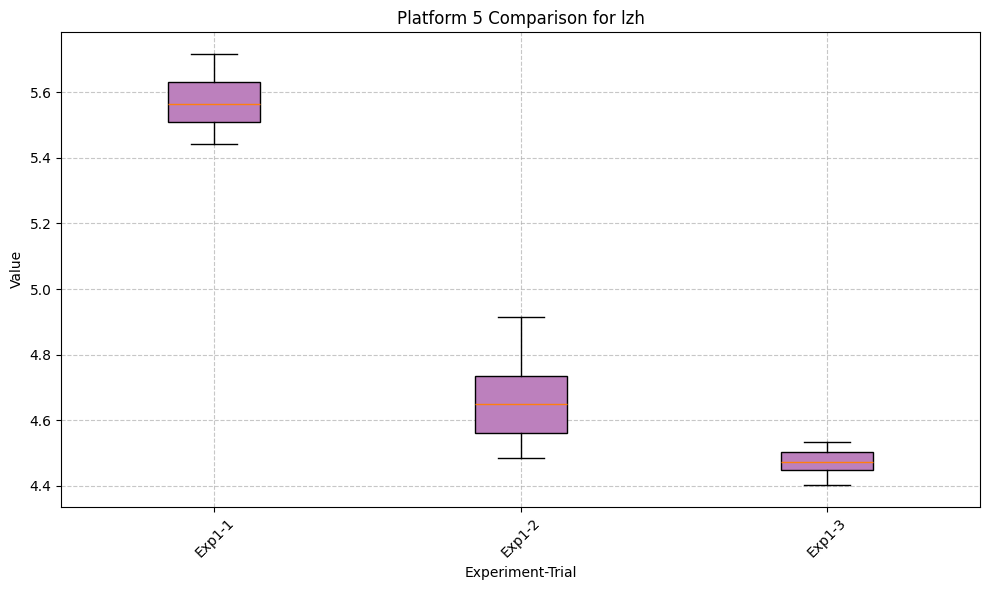 Platform 5 Comparison for lzh
Value
5.6
5.4
5.2
5.0
4.8
4.6
4.4
Exp1-1
Exp1-2
Exp1-3
Experiment-Trial